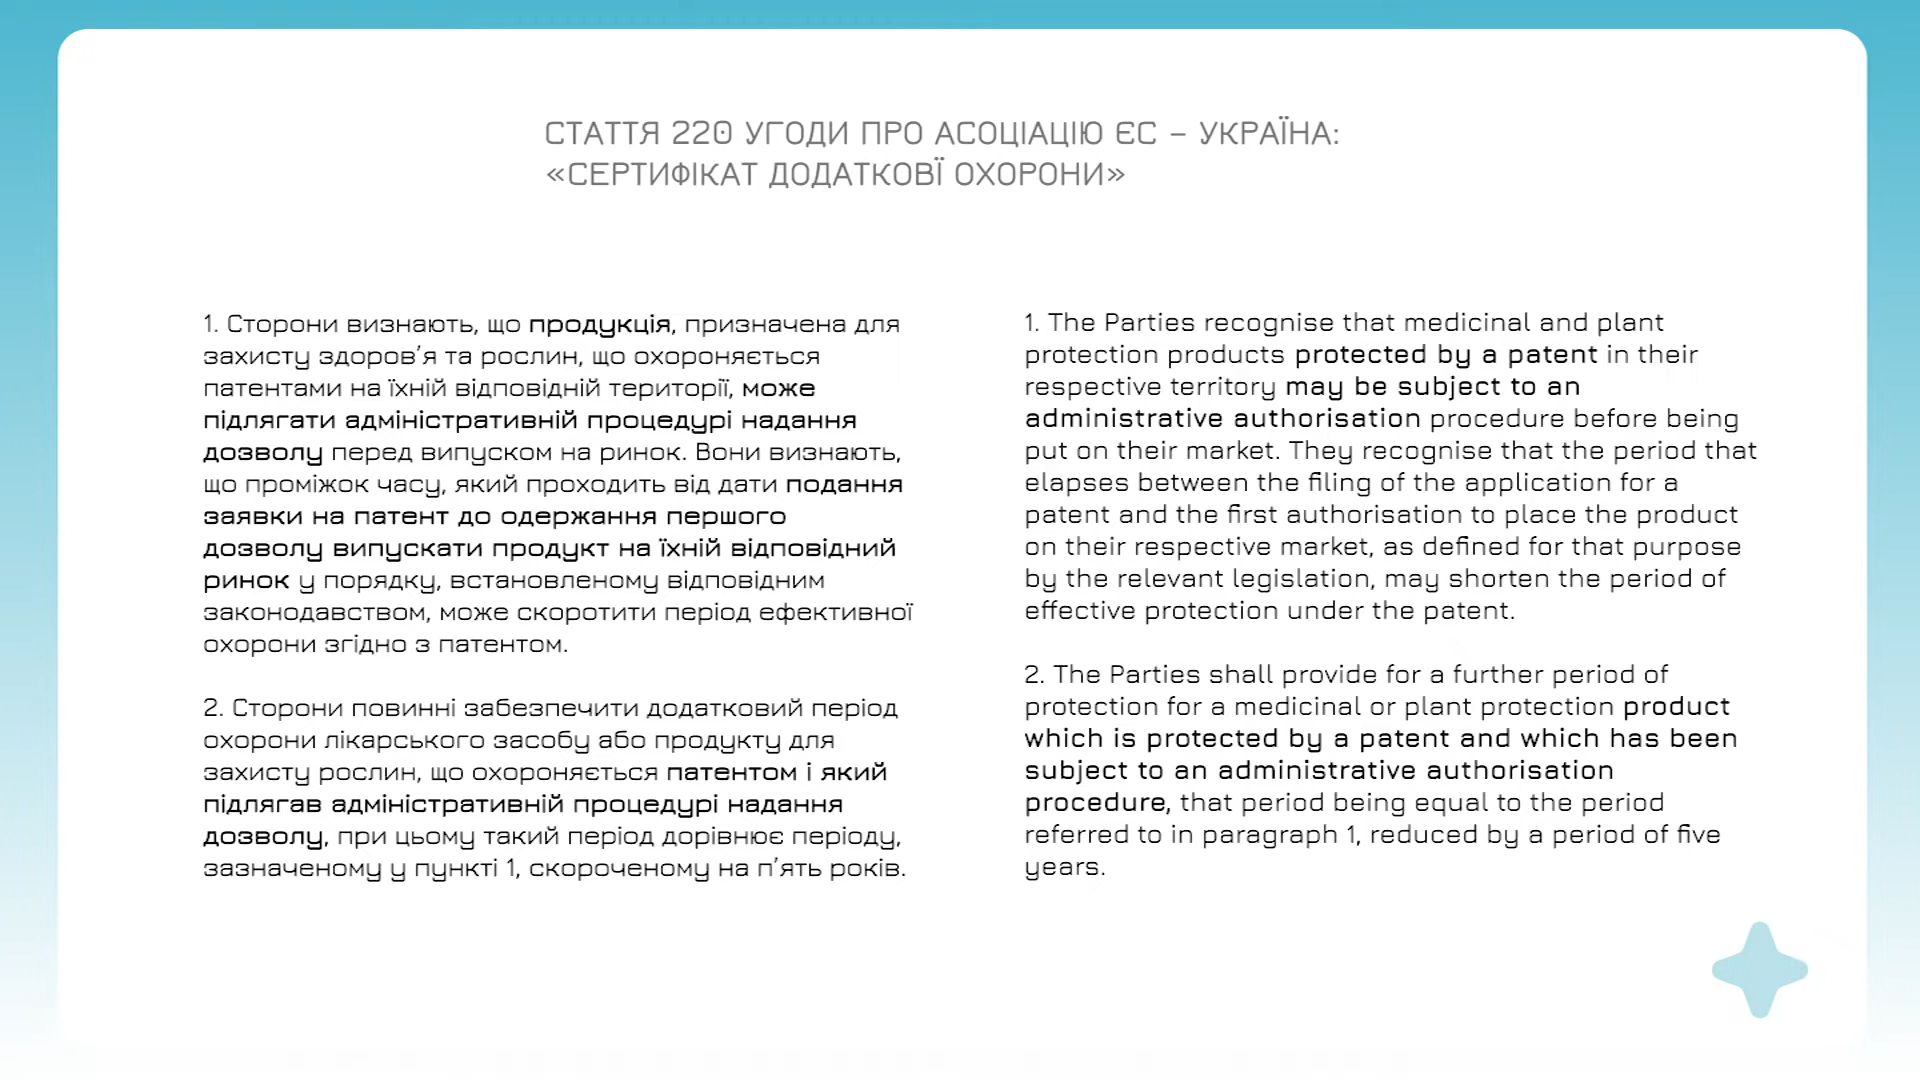 СТАТТЯ 220 УГОДИ ПРО АСОЦІАЦІЮ ЄС – УКРАЇНА:
«СЕРТИФІКАТ ДОДАТКОВЇ ОХОРОНИ»
1. Сторони визнають, що продукція, призначена для
захисту здоров’я та рослин, що охороняється
патентами на їхній відповідній території, може
підлягати адміністративній процедурі надання
дозволу перед випуском на ринок. Вони визнають,
що проміжок часу, який проходить від дати подання
заявки на патент до одержання першого
дозволу випускати продукт на їхній відповідний
ринок у порядку, встановленому відповідним
законодавством, може скоротити період ефективної
охорони згідно з патентом.
2. Сторони повинні забезпечити додатковий період
охорони лікарського засобу або продукту для
захисту рослин, що охороняється патентом і який
підлягав адміністративній процедурі надання
дозволу, при цьому такий період дорівнює періоду,
зазначеному у пункті 1, скороченому на п’ять років.
1. The Parties recognise that medicinal and plant
protection products protected by a patent in their
respective territory may be subject to an
administrative authorisation procedure before being
put on their market. They recognise that the period that
elapses between the filing of the application for a
patent and the first authorisation to place the product
on their respective market, as defined for that purpose
by the relevant legislation, may shorten the period of
effective protection under the patent.
2. The Parties shall provide for a further period of
protection for a medicinal or plant protection product
which is protected by a patent and which has been
subject to an administrative authorisation
procedure, that period being equal to the period
referred to in paragraph 1, reduced by a period of five
years.